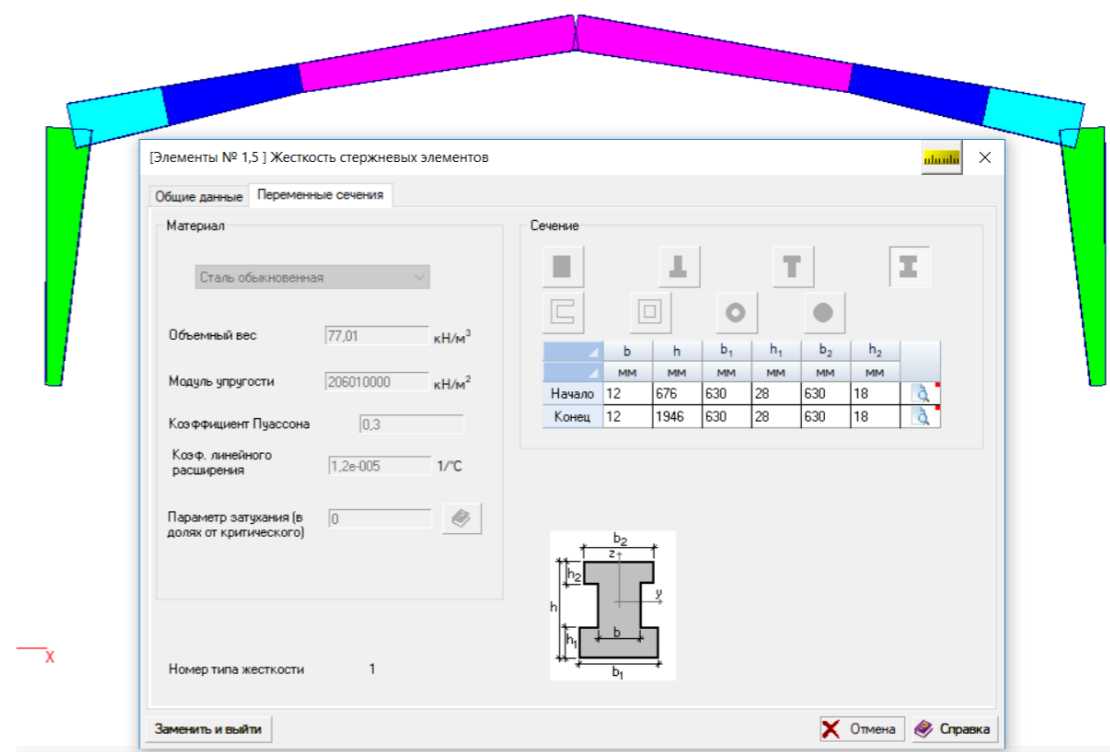 [Элементы № 1,5 ] Жесткость стержневых элементов
Общие данные Переменные сечения
Материал
Сталь обыкновенная
Объемный вес 77,01 кН/м³
Модуль упругости 206010000 кН/м²
Коэффициент Пуассона 0,3
Коэф. линейного
расширения 1,2e-005 1/°C
Параметр затухания (в
долях от критического) 0
Номер типа жесткости 1
Сечение
b h b₁ h₁ b₂ h₂
мм мм мм мм мм мм
Начало 12 676 630 28 630 18
Конец 12 1946 630 28 630 18
b₂
z
h₂
y
h
b
h₁
b₁
X
Заменить и выйти Отмена Справка